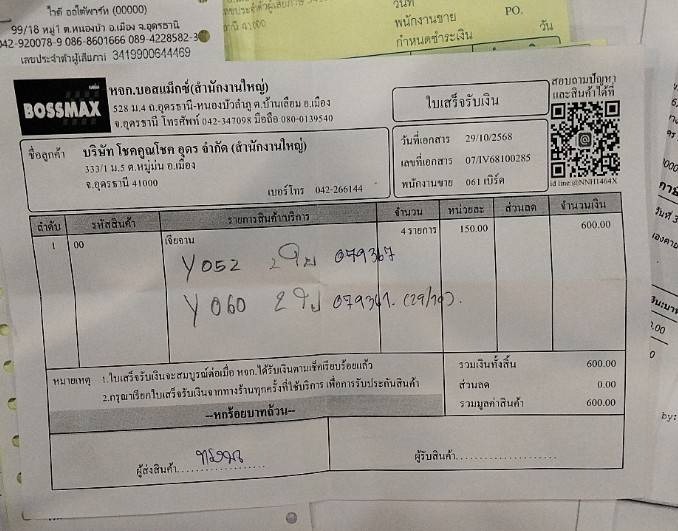 ไวติ ออโต้พาร์ท (00000)
99/18 หมู่1 ต.หนองบัว อ.เมือง จ.อุดรธานี
042-920078-9 086-8601666 089-4228582-3
เลขประจำตัวผู้เสียภาษี 3419900644469
41000
วันที่
พนักงานขาย
PO.
กำหนดชำระเงิน
วัน
BOSSMAX
หจก.บอสแม็กซ์(สำนักงานใหญ่)
528 ม.4 ถ.อุดรธานี-หนองบัวลำภู ต.บ้านเลื่อม อ.เมือง
จ.อุดรธานี โทรศัพท์ 042-347098 มือถือ 080-0139540
ใบเสร็จรับเงิน
สอบถามปัญหา
และสินค้าได้ที่
id line:@NNH1464X
ชื่อลูกค้า บริษัท โชคคูณโชค อุดร จำกัด (สำนักงานใหญ่)
333/1 ม.5 ต.หมูม่น อ.เมือง
จ.อุดรธานี 41000
เบอร์โทร 042-266144
วันที่เอกสาร 29/10/2568
เลขที่เอกสาร 07/IV68100285
พนักงานขาย 061 เบิร์ด
ลำดับ รหัสสินค้า รายการสินค้า/บริการ จำนวน หน่วยละ ส่วนลด จำนวนเงิน
1 00 เจียจาน 4 รายการ 150.00 600.00
Y052 2ใบ 079367
Y060 2ใบ 079341. (29/10).
หมายเหตุ 1.ใบเสร็จรับเงินจะสมบูรณ์ต่อเมื่อ หจก.ได้รับเงินตามเช็คเรียบร้อยแล้ว
2.กรุณาเรียกใบเสร็จรับเงินจากทางร้านทุกครั้งที่ใช้บริการ เพื่อการรับประกันสินค้า
--หกร้อยบาทถ้วน--
รวมเงินทั้งสิ้น 600.00
ส่วนลด 0.00
รวมมูลค่าสินค้า 600.00
ผู้ส่งสินค้า
ผู้รับสินค้า
by: